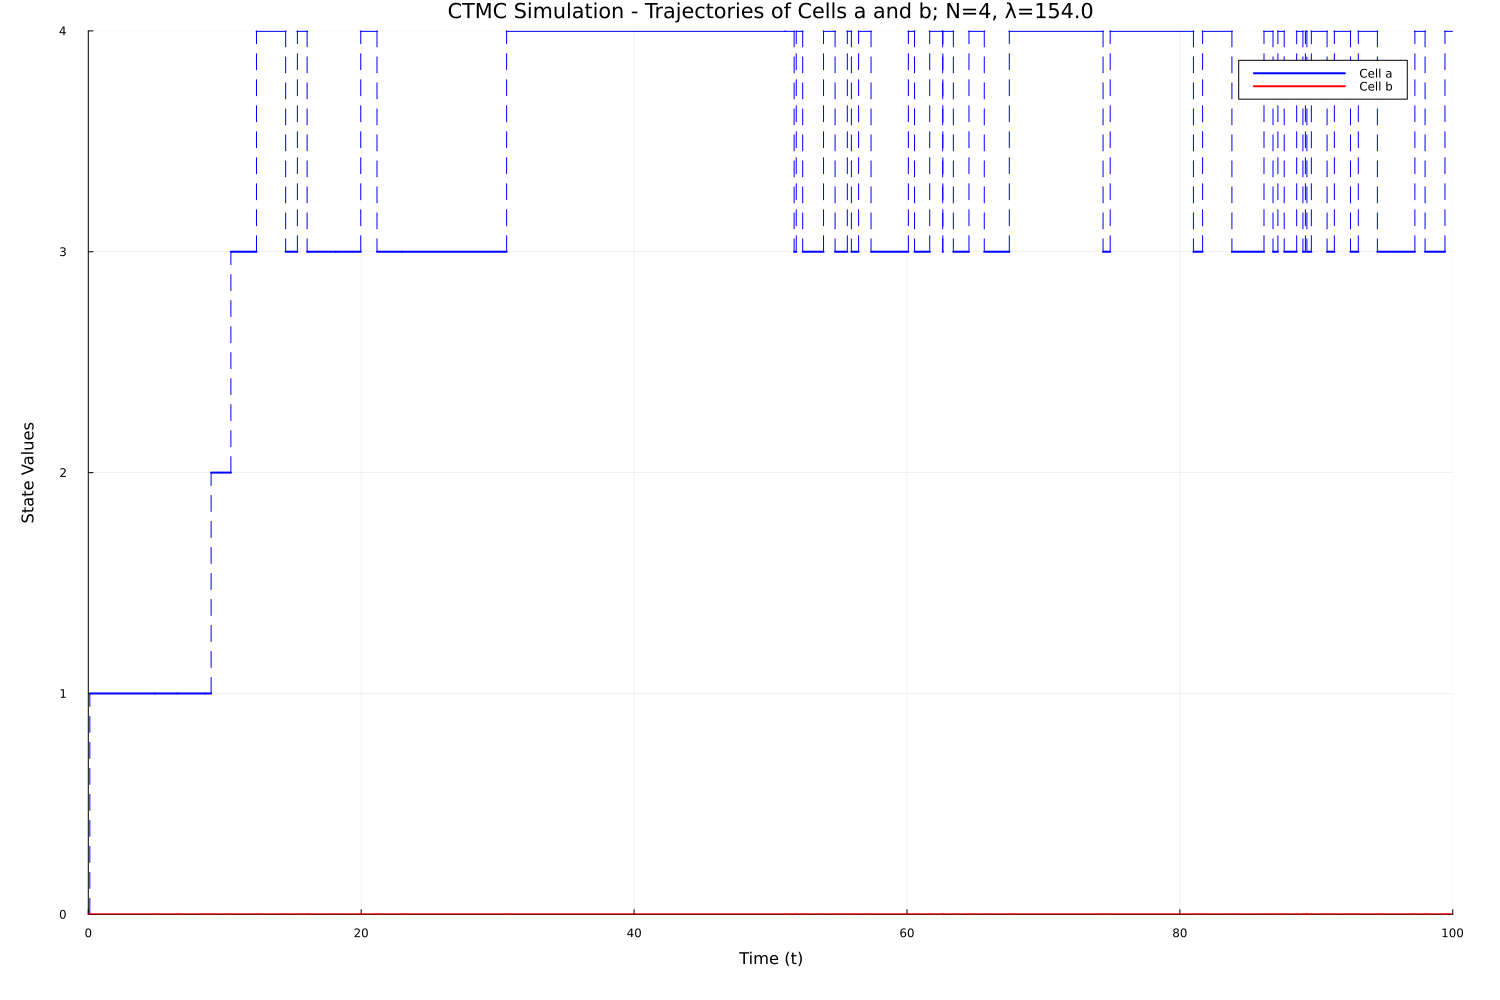 CTMC Simulation - Trajectories of Cells a and b; N=4, λ=154.0
4
Cell a
Cell b
3
State Values
2
1
0
0 20 40 60 80 100
Time (t)